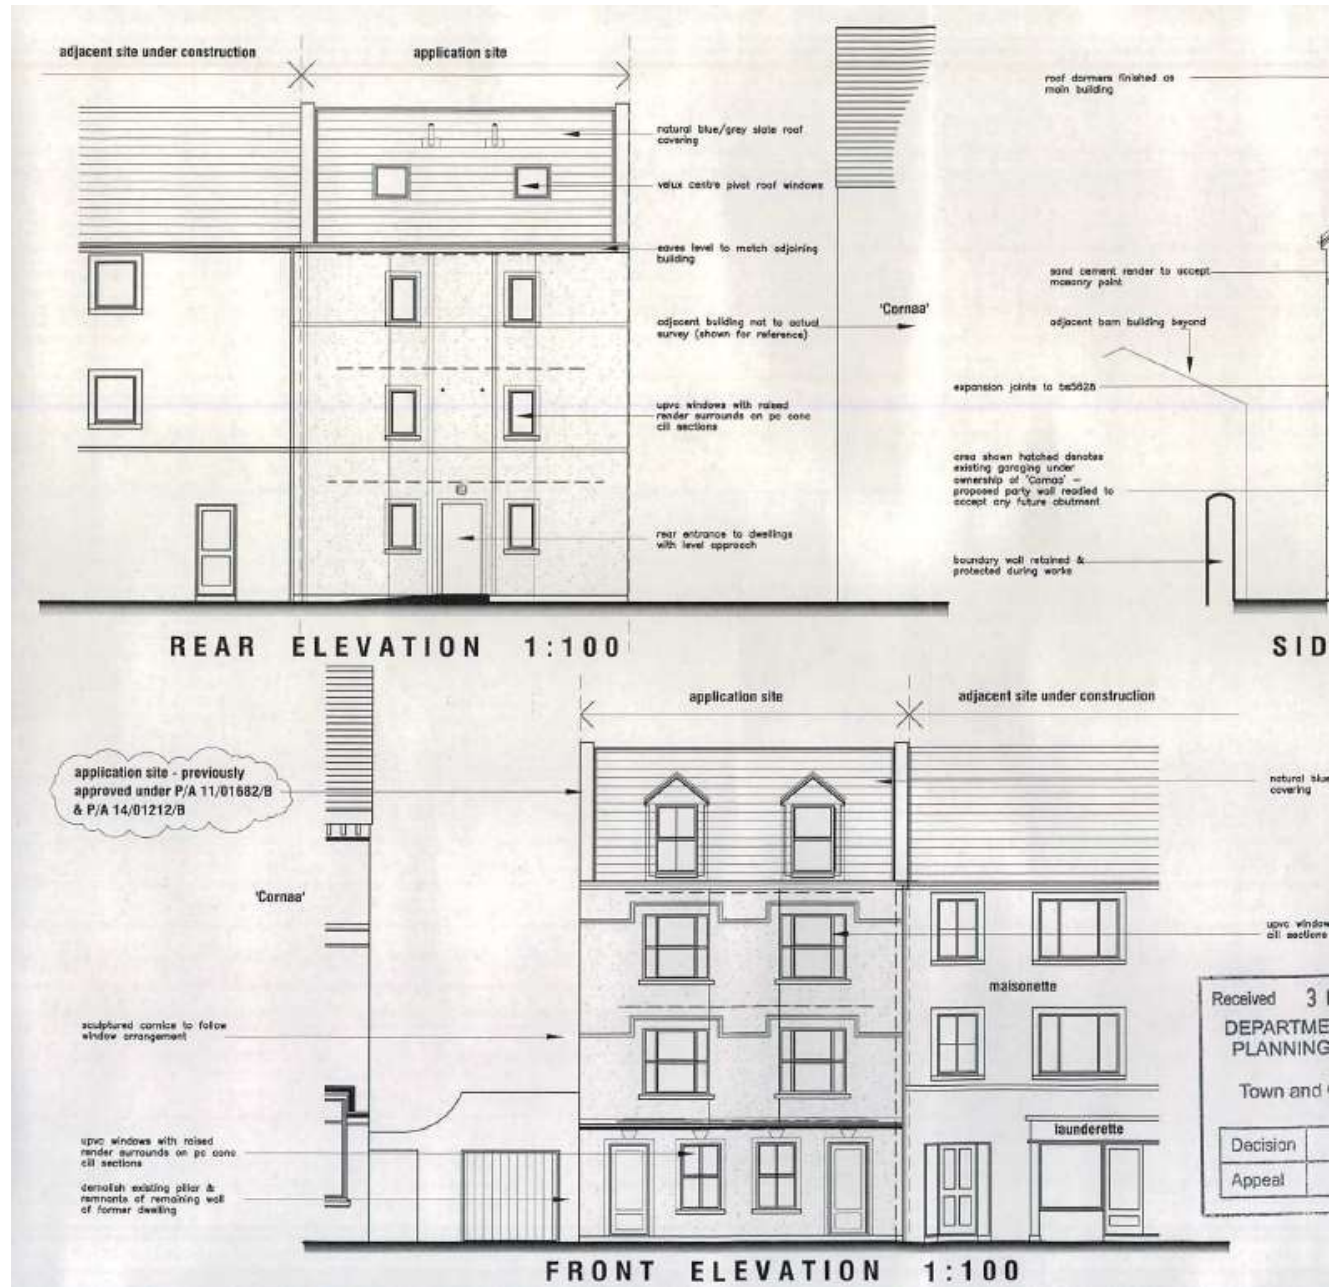 adjacent site under construction
application site
natural blue/grey slate roof
covering
velux centre pivot roof windows
eaves level to match adjoining
building
adjacent building not to actual
survey (shown for reference)
'Cornaa'
upvc windows with raised
render surrounds on pc conc
cill sections
rear entrance to dwellings
with level approach
roof dormers finished as
main building
sand cement render to accept
masonry paint
adjacent barn building beyond
expansion joints to bs5628
area shown hatched denotes
existing garaging under
ownership of 'Cornaa' –
proposed party wall readied to
accept any future abutment
boundary wall retained &
protected during works
REAR ELEVATION 1:100
SID
application site
adjacent site under construction
application site - previously
approved under P/A 11/01682/B
& P/A 14/01212/B
natural blue
covering
'Cornaa'
upvc window
cill sections
maisonette
sculptured cornice to follow
window arrangement
launderette
upvc windows with raised
render surrounds on pc conc
cill sections
demolish existing pillar &
remnants of remaining wall
of former dwelling
Received 3
DEPARTME
PLANNING
Town and
Decision
Appeal
FRONT ELEVATION 1:100